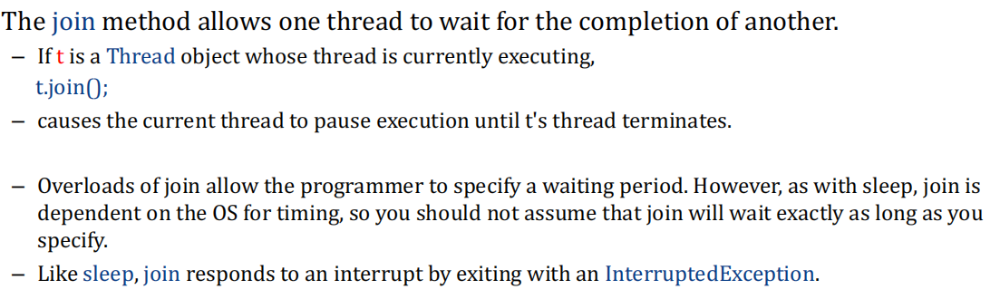 The join method allows one thread to wait for the completion of another.
– If t is a Thread object whose thread is currently executing,
t.join();
– causes the current thread to pause execution until t's thread terminates.
– Overloads of join allow the programmer to specify a waiting period. However, as with sleep, join is
dependent on the OS for timing, so you should not assume that join will wait exactly as long as you
specify.
– Like sleep, join responds to an interrupt by exiting with an InterruptedException.